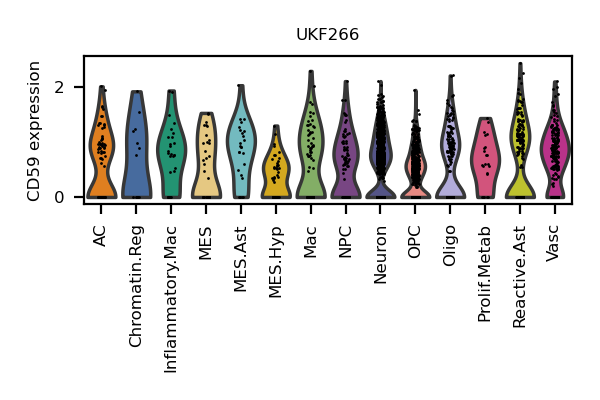 UKF266
CD59 expression
2
0
AC
Chromatin.Reg
Inflammatory.Mac
MES
MES.Ast
MES.Hyp
Mac
NPC
Neuron
OPC
Oligo
Prolif.Metab
Reactive.Ast
Vasc